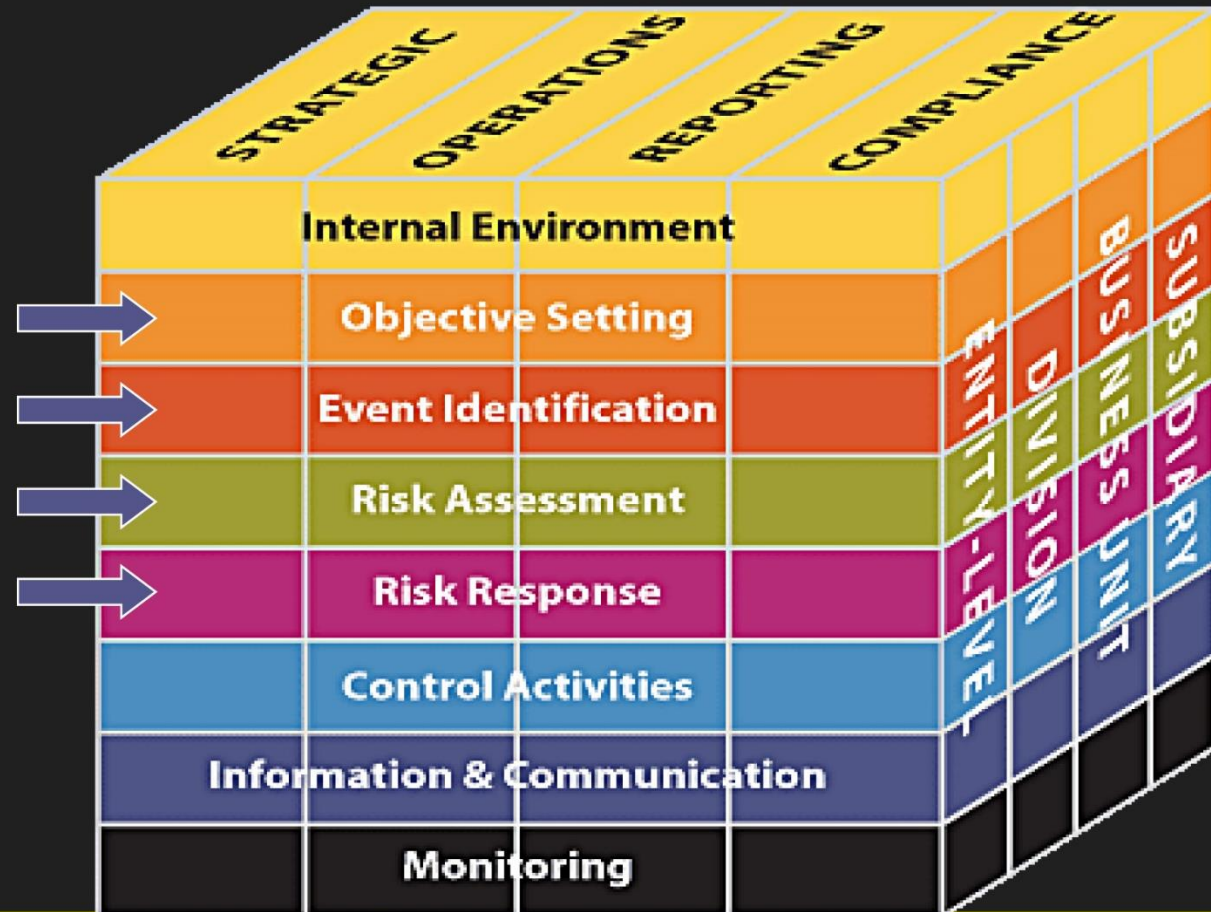 STRATEGIC
OPERATIONS
REPORTING
COMPLIANCE
Internal Environment
Objective Setting
Event Identification
Risk Assessment
Risk Response
Control Activities
Information & Communication
Monitoring
ENTITY-LEVEL
DIVISION
BUSINESS UNIT
SUBSIDIARY